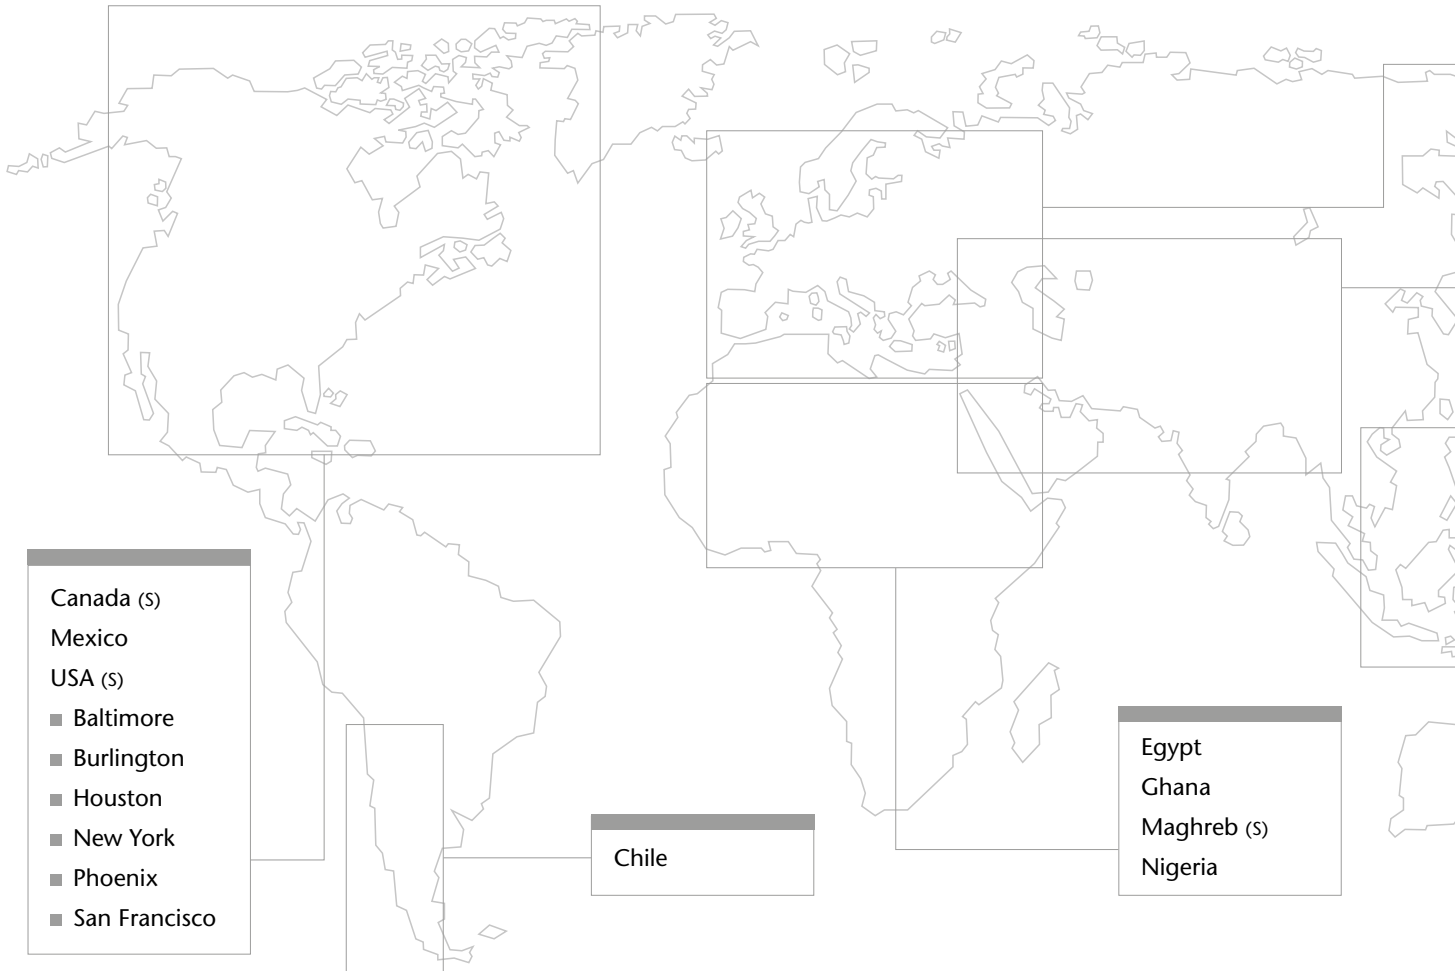 Canada (S)
Mexico
USA (S)
Baltimore
Burlington
Houston
New York
Phoenix
San Francisco
Chile
Egypt
Ghana
Maghreb (S)
Nigeria